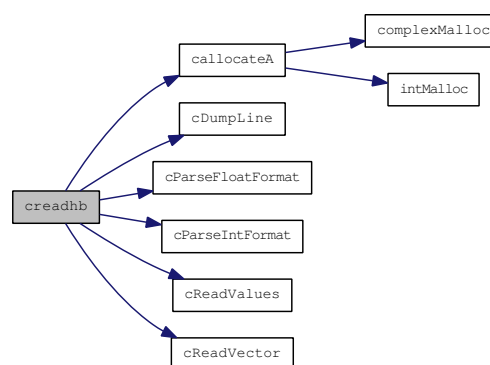 complexMalloc
callocateA
intMalloc
cDumpLine
cParseFloatFormat
creadhb
cParseIntFormat
cReadValues
cReadVector